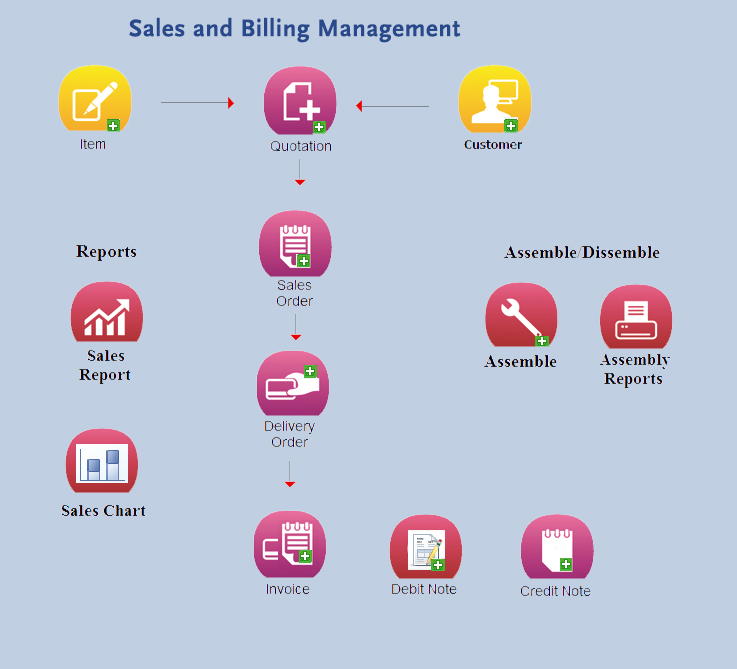 Sales and Billing Management
Item
Quotation
Customer
Reports
Assemble/Dissemble
Sales
Order
Sales
Report
Assemble
Assembly
Reports
Delivery
Order
Sales Chart
Invoice
Debit Note
Credit Note